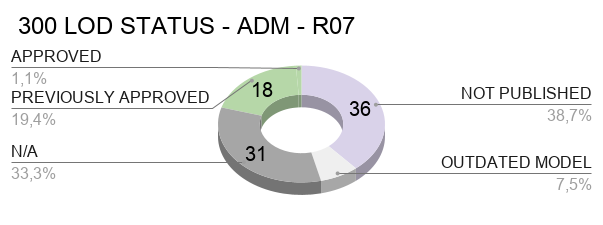 300 LOD STATUS - ADM - R07
APPROVED
1,1%
PREVIOUSLY APPROVED
19,4%
N/A
33,3%
18
36
31
NOT PUBLISHED
38,7%
OUTDATED MODEL
7,5%